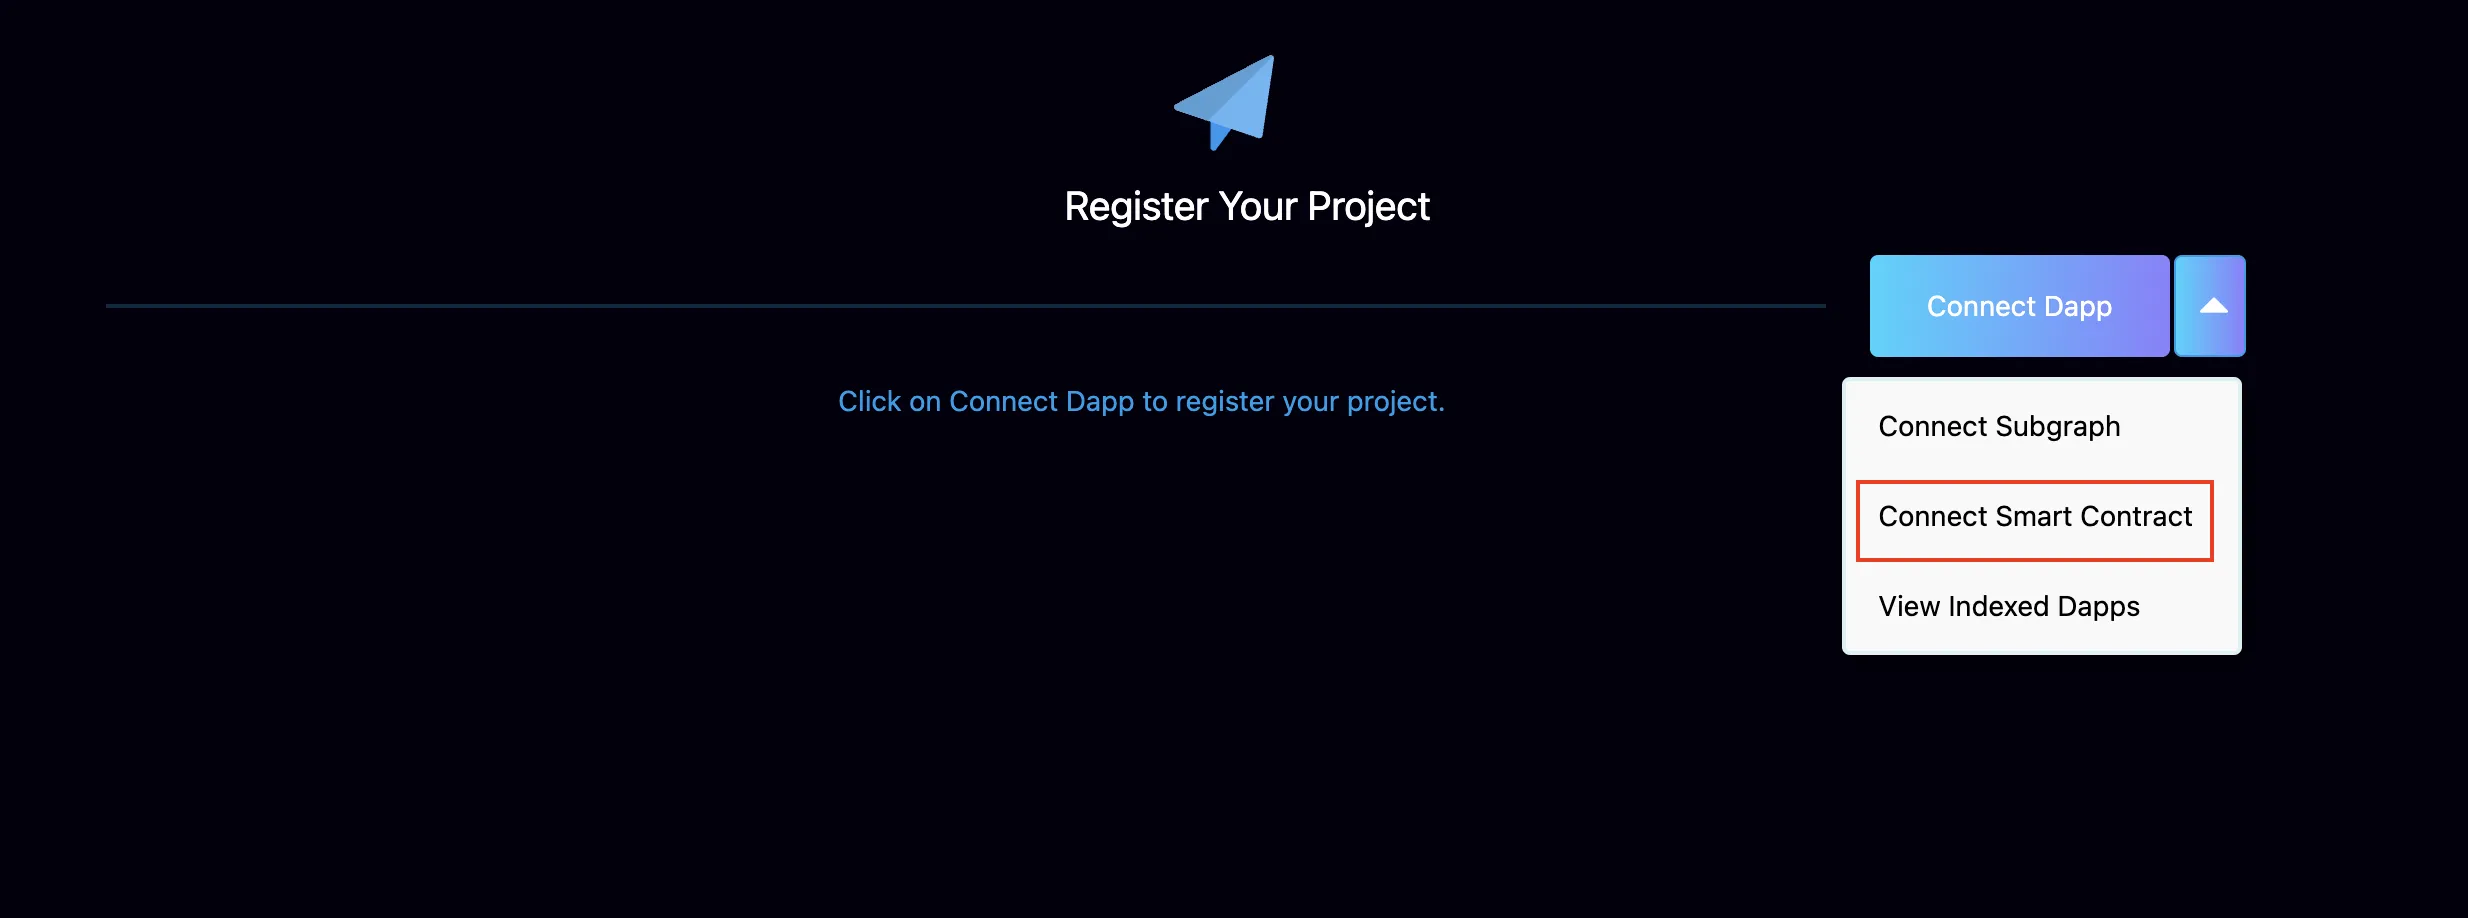 Register Your Project
Connect Dapp
Click on Connect Dapp to register your project.
Connect Subgraph
Connect Smart Contract
View Indexed Dapps